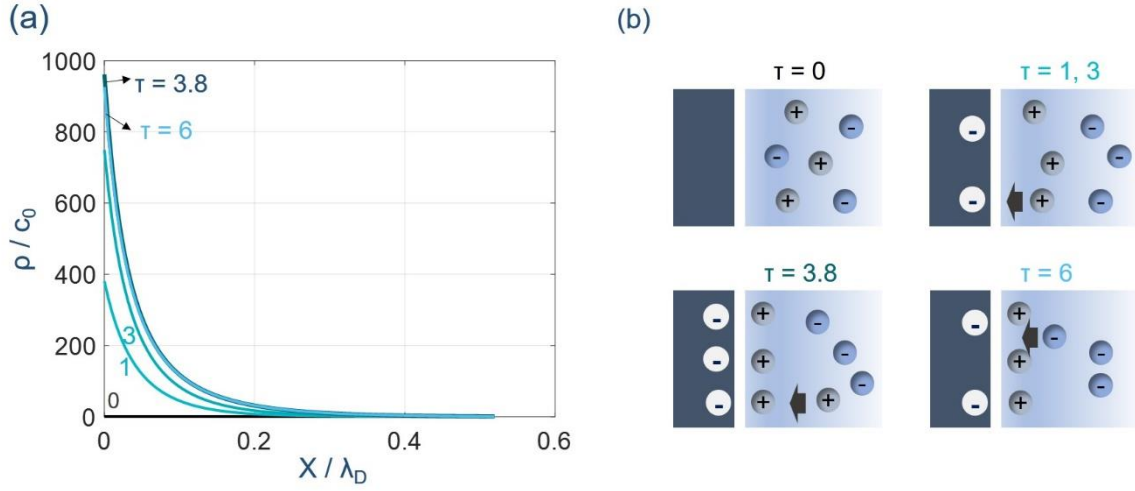 (a)
1000
800
600
400
200
0
ρ / c₀
τ = 3.8
τ = 6
3
1
0
0 0.2 0.4 0.6
X / λ_D
(b)
τ = 0
+ - - + + -
τ = 1, 3
- - + - + - + -
τ = 3.8
- - - + + + - - - +
τ = 6
- - + + + - - -